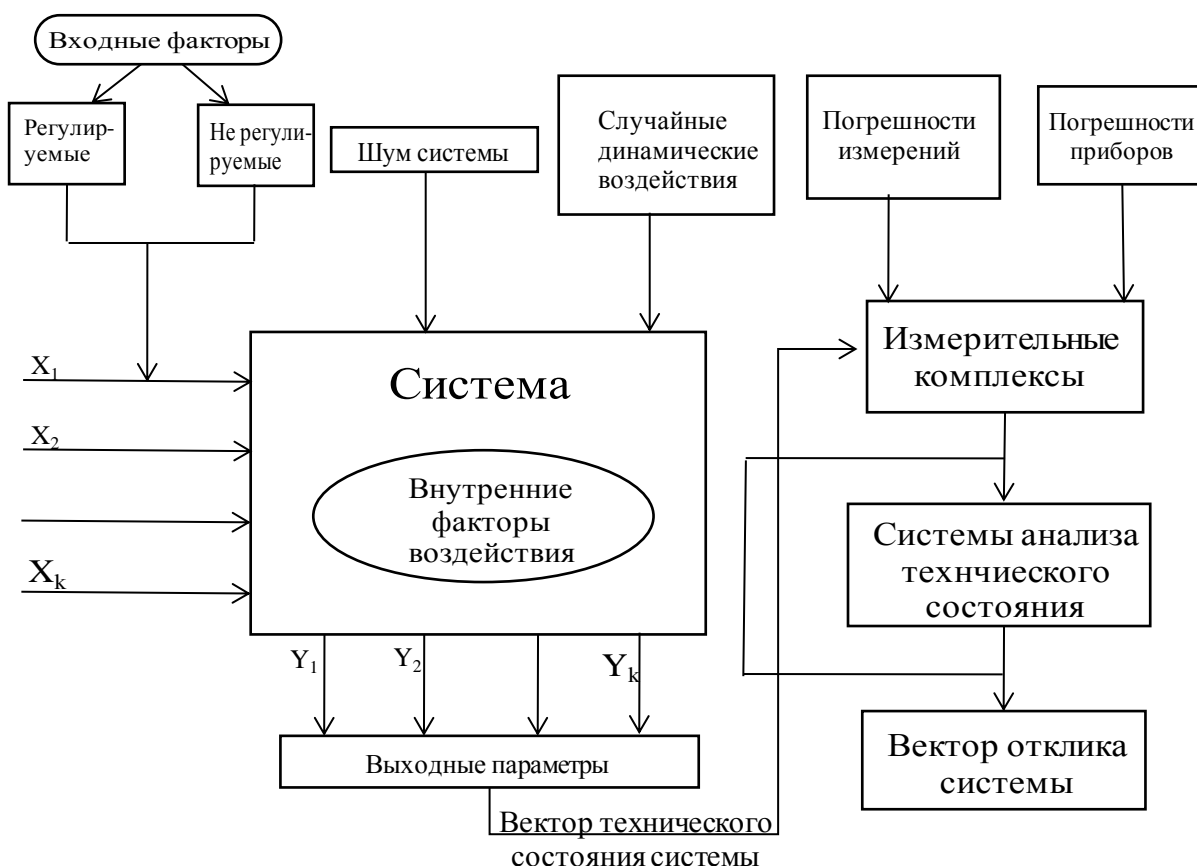 Входные факторы
Регулир-
уемые
Не регули-
руемые
Шум системы
Случайные
динамические
воздействия
Погрешности
измерений
Погрешности
приборов
Измерительные
комплексы
X1
X2
Xk
Система
Внутренние
факторы
воздействия
Системы анализа
технчиеского
состояния
Y1
Y2
Yk
Выходные параметры
Вектор отклика
системы
Вектор технического
состояния системы